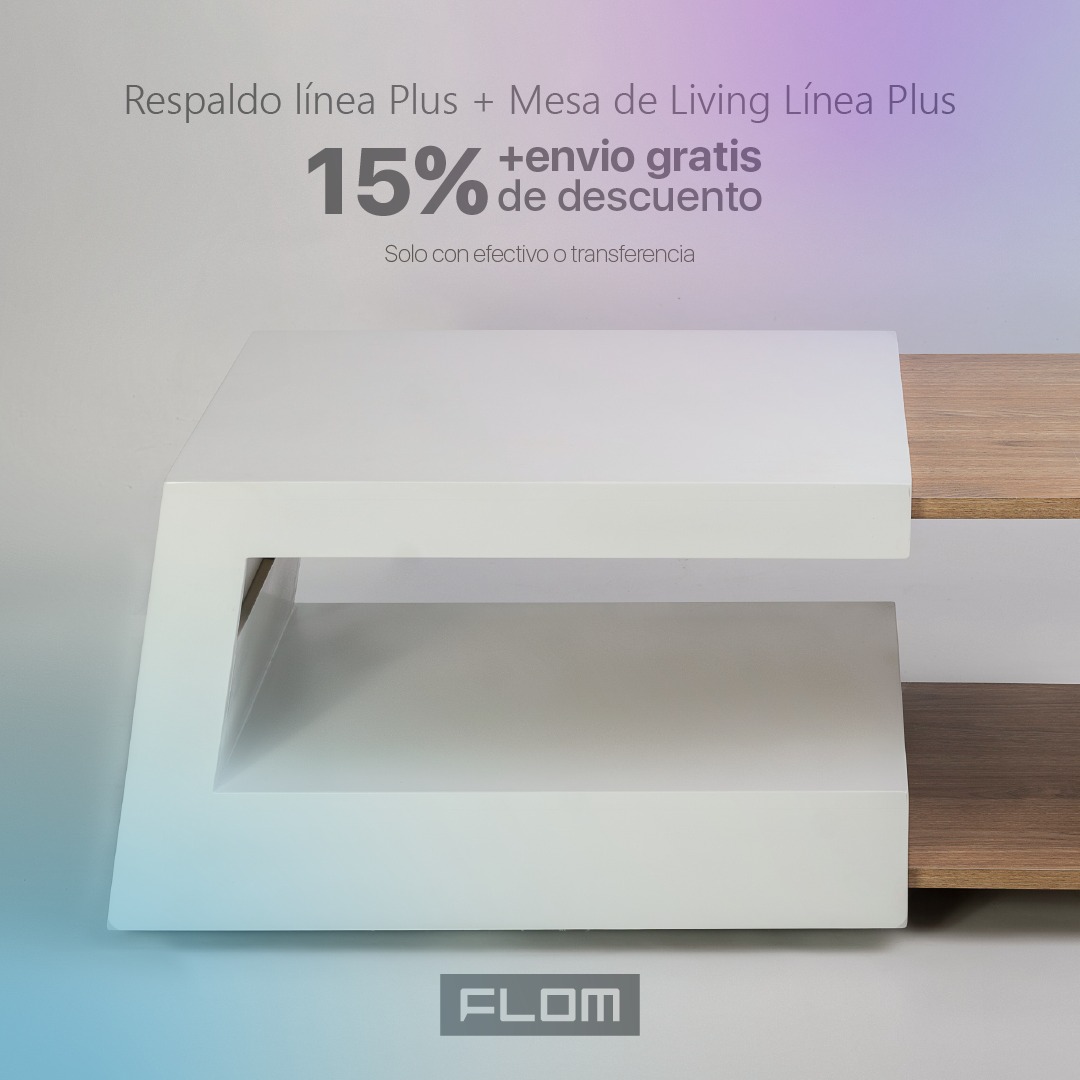 Respaldo línea Plus + Mesa de Living Línea Plus
15% +envio gratis
de descuento
Solo con efectivo o transferencia
FLOM